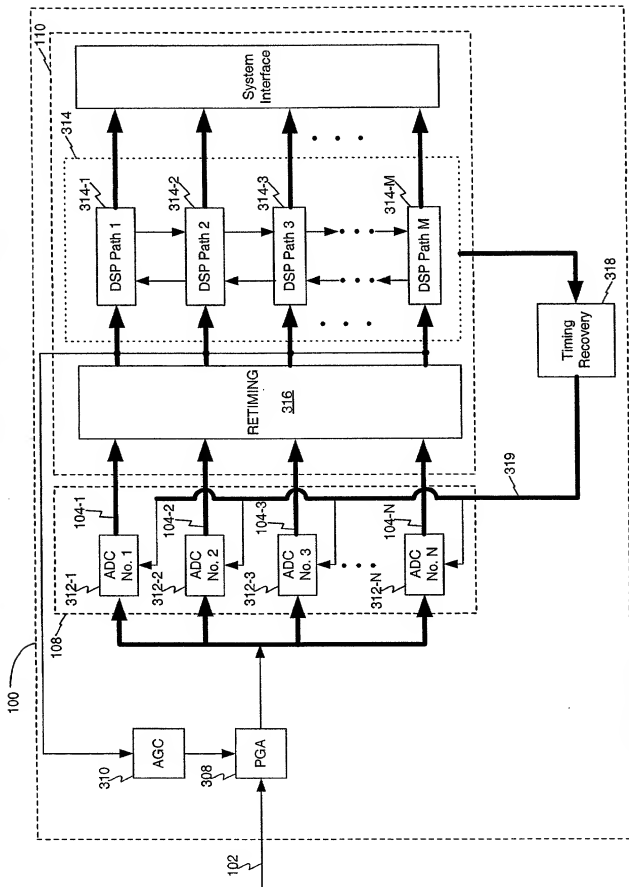 100
110
108
314
102
AGC
310
PGA
308
312-1
ADC
No. 1
104-1
312-2
ADC
No. 2
104-2
312-3
ADC
No. 3
104-3
312-N
ADC
No. N
104-N
RETIMING
316
314-1
DSP Path 1
314-2
DSP Path 2
314-3
DSP Path 3
314-M
DSP Path M
System
Interface
318
Timing
Recovery
319